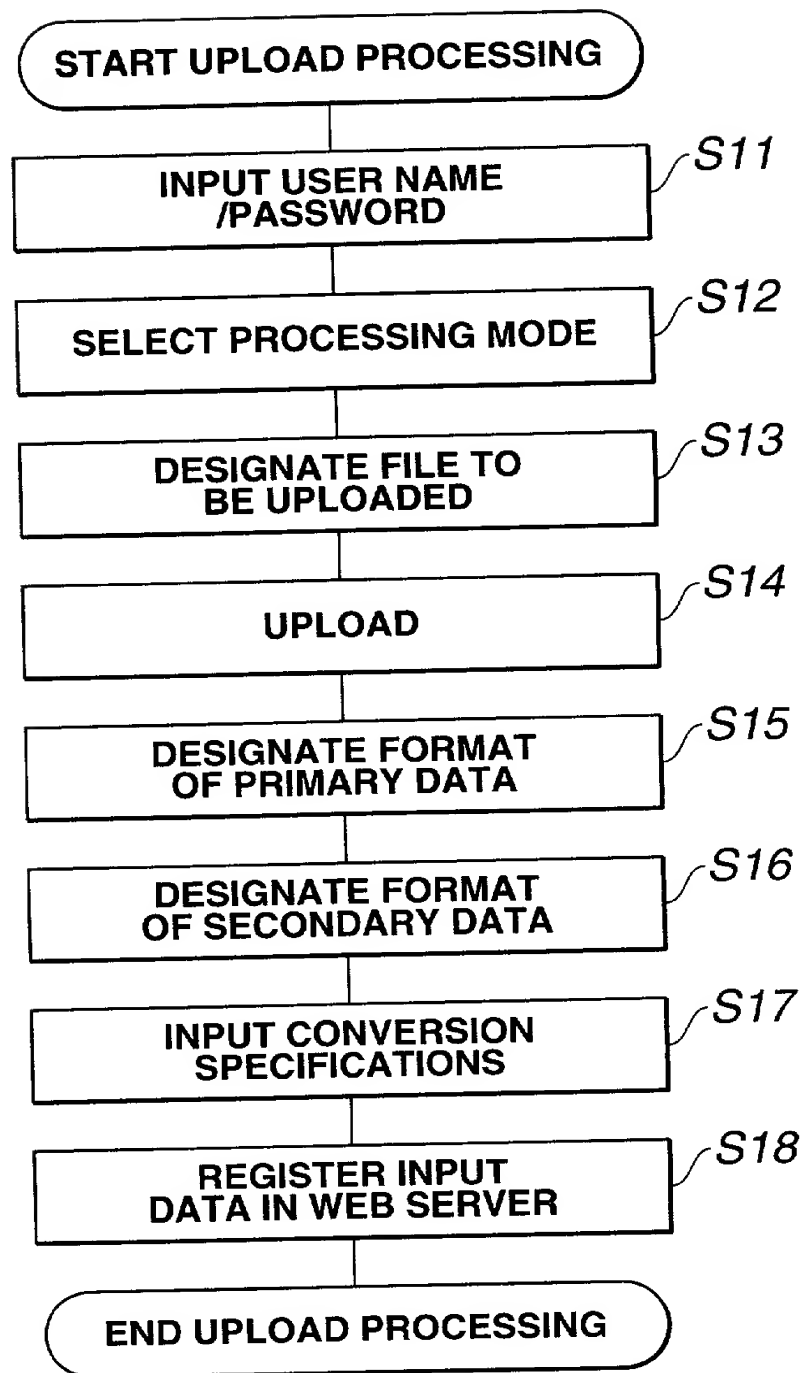 START UPLOAD PROCESSING
S11
INPUT USER NAME
/PASSWORD
S12
SELECT PROCESSING MODE
S13
DESIGNATE FILE TO
BE UPLOADED
S14
UPLOAD
S15
DESIGNATE FORMAT
OF PRIMARY DATA
S16
DESIGNATE FORMAT
OF SECONDARY DATA
S17
INPUT CONVERSION
SPECIFICATIONS
S18
REGISTER INPUT
DATA IN WEB SERVER
END UPLOAD PROCESSING